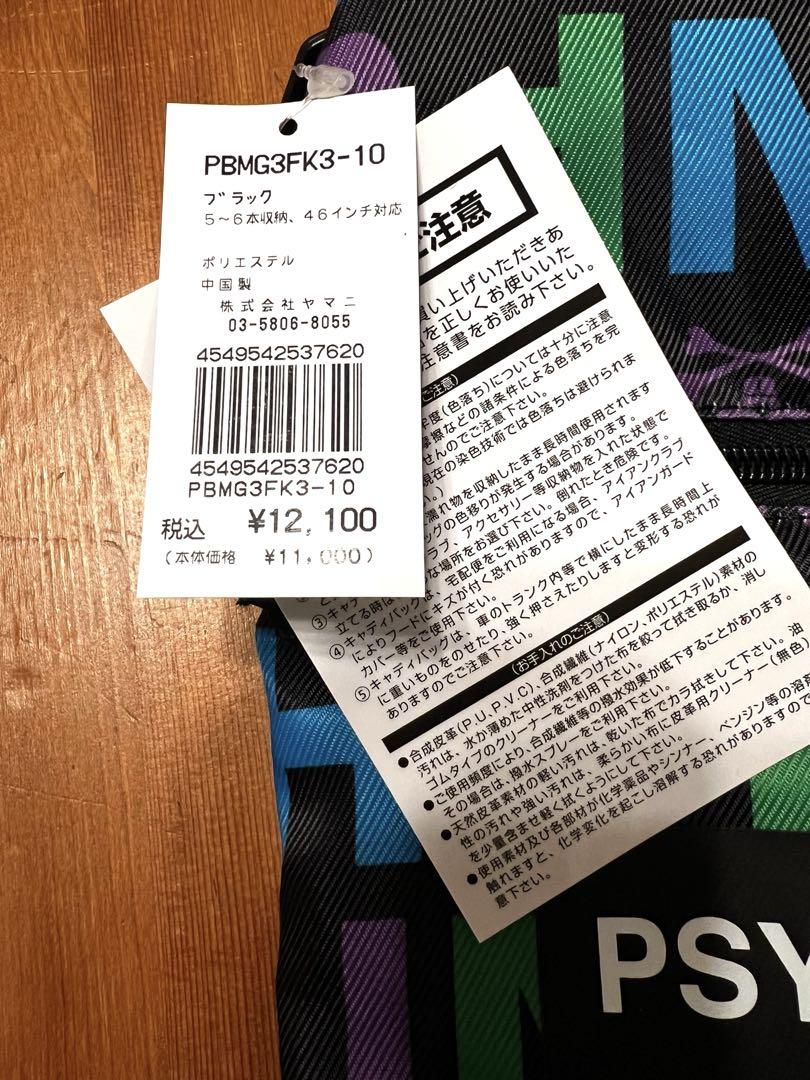 PBMG3FK3-10
ブラック
5～6本収納、46インチ対応
ポリエステル
中国製
株式会社ヤマニ
03-5806-8055
4549542537620
4549542537620
PBMG3FK3-10
税込 ¥12,100
(本体価格 ¥11,000)
ご注意
買い上げいただきあ
を正しくお使いいた
注意書をお読み下さい。
ご注意)
牢度(色落ち)については十分に注意
摩擦などの諸条件による色落ちを完
せんのでご注意下さい。
現在の染色技術では色落ちは避けられま
い。)
濡れ物を収納したまま長時間使用されます
ッグの色移りが発生する場合があります。
ラブ、アクセサリー等収納物を入れた状態で
な場所をお選び下さい。倒れたとき危険です。
宅配便をご利用になる場合、アイアンクラブ
によりフードにキズが付く恐れがありますので、アイアンガード
カバー等をご使用下さい。
③キャデ
立てる時は
④キャディバッグ
⑤キャディバッグは、車のトランク内等で横にしたまま長時間上
に重いものをのせたり、強く押さえたりしますと変形する恐れが
ありますのでご注意下さい。
(お手入れのご注意)
●合成皮革(P.U,P.V.C)、合成繊維(ナイロン、ポリエステル)素材の
汚れは、水か薄めた中性洗剤をつけた布を絞って拭き取るか、消し
ゴムタイプのクリーナーをご利用下さい。
●ご使用頻度により、合成繊維等の撥水効果が低下することがあります。
その場合は、撥水スプレーをご利用下さい。
●天然皮革素材の軽い汚れは、乾いた布でカラ拭きして下さい。油
性の汚れや強い汚れは、柔らかい布に皮革用クリーナー(無色)
を少量含ませ軽く拭くようにして下さい。
●使用素材及び各部材が化学薬品やシンナー、ベンジン等の溶剤
触れますと、化学変化を起こし溶解する恐れがありますので
意下さい。
PSY